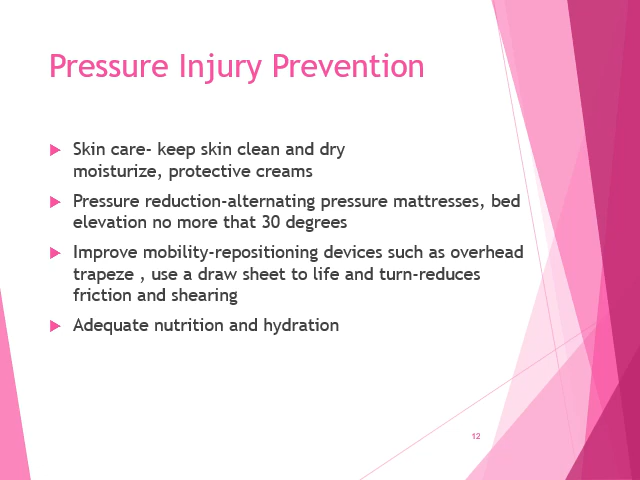 Pressure Injury Prevention
Skin care- keep skin clean and dry
moisturize, protective creams
Pressure reduction-alternating pressure mattresses, bed
elevation no more that 30 degrees
Improve mobility-repositioning devices such as overhead
trapeze , use a draw sheet to life and turn-reduces
friction and shearing
Adequate nutrition and hydration
12